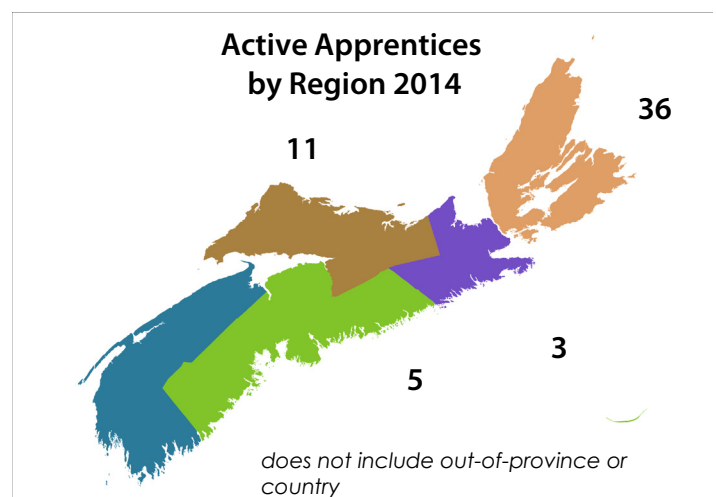 Active Apprentices
by Region 2014
36
11
3
5
does not include out-of-province or
country